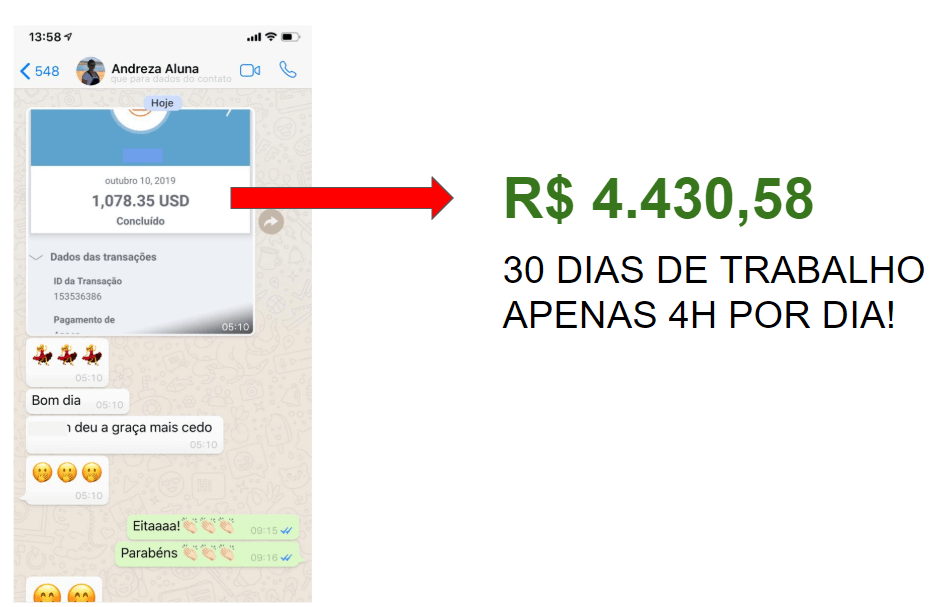 13:58
548
Andreza Aluna
que para dados do contato
Hoje
outubro 10, 2019
1,078.35 USD
Concluído
Dados das transações
ID da Transação
153536386
Pagamento de
05:10
05:10
Bom dia
05:10
deu a graça mais cedo
05:10
05:10
Eitaaaa!
09:15
Parabéns
09:16
R$ 4.430,58
30 DIAS DE TRABALHO
APENAS 4H POR DIA!